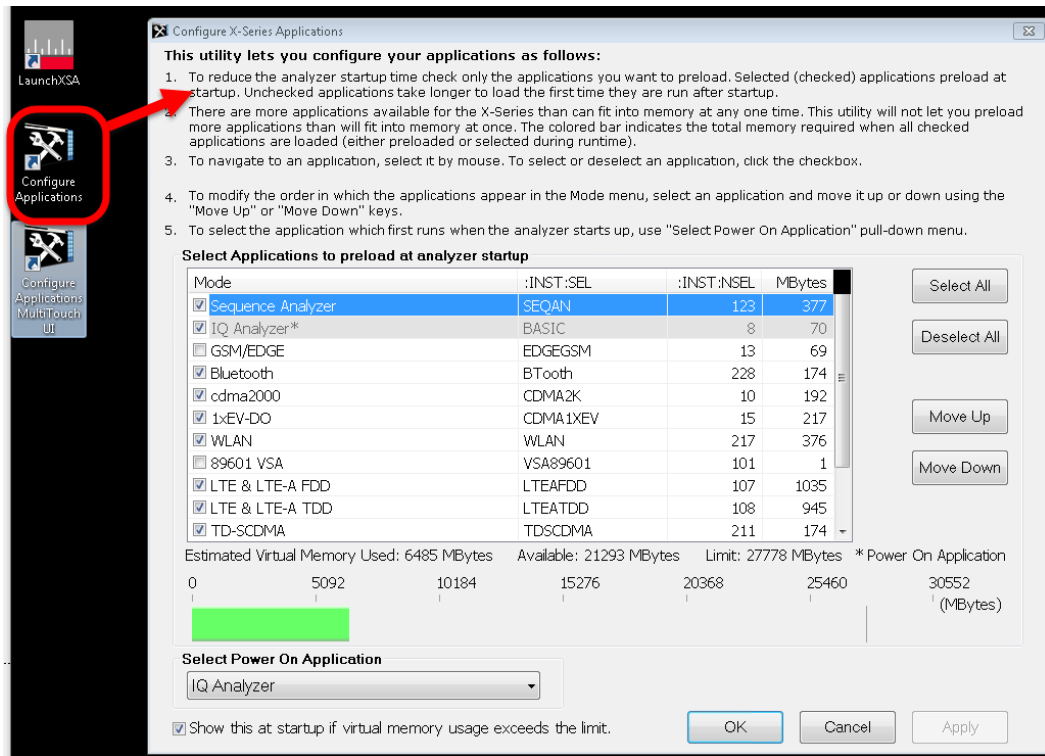 LaunchXSA
Configure
Applications
Configure
Applications
MultiTouch
UI
Configure X-Series Applications
This utility lets you configure your applications as follows:
1. To reduce the analyzer startup time check only the applications you want to preload. Selected (checked) applications preload at
startup. Unchecked applications take longer to load the first time they are run after startup.
2. There are more applications available for the X-Series than can fit into memory at any one time. This utility will not let you preload
more applications than will fit into memory at once. The colored bar indicates the total memory required when all checked
applications are loaded (either preloaded or selected during runtime).
3. To navigate to an application, select it by mouse. To select or deselect an application, click the checkbox.
4. To modify the order in which the applications appear in the Mode menu, select an application and move it up or down using the
"Move Up" or "Move Down" keys.
5. To select the application which first runs when the analyzer starts up, use "Select Power On Application" pull-down menu.
Select Applications to preload at analyzer startup
Mode :INST:SEL :INST:NSEL MBytes
Sequence Analyzer SEQAN 123 377
IQ Analyzer* BASIC 8 70
GSM/EDGE EDGEGSM 13 69
Bluetooth BTooth 228 174
cdma2000 CDMA2K 10 192
1xEV-DO CDMA1XEV 15 217
WLAN WLAN 217 376
89601 VSA VSA89601 101 1
LTE & LTE-A FDD LTEAFDD 107 1035
LTE & LTE-A TDD LTEATDD 108 945
TD-SCDMA TDSCDMA 211 174
Select All
Deselect All
Move Up
Move Down
Estimated Virtual Memory Used: 6485 MBytes Available: 21293 MBytes Limit: 27778 MBytes * Power On Application
0 5092 10184 15276 20368 25460 30552
(MBytes)
Select Power On Application
IQ Analyzer
Show this at startup if virtual memory usage exceeds the limit.
OK Cancel Apply